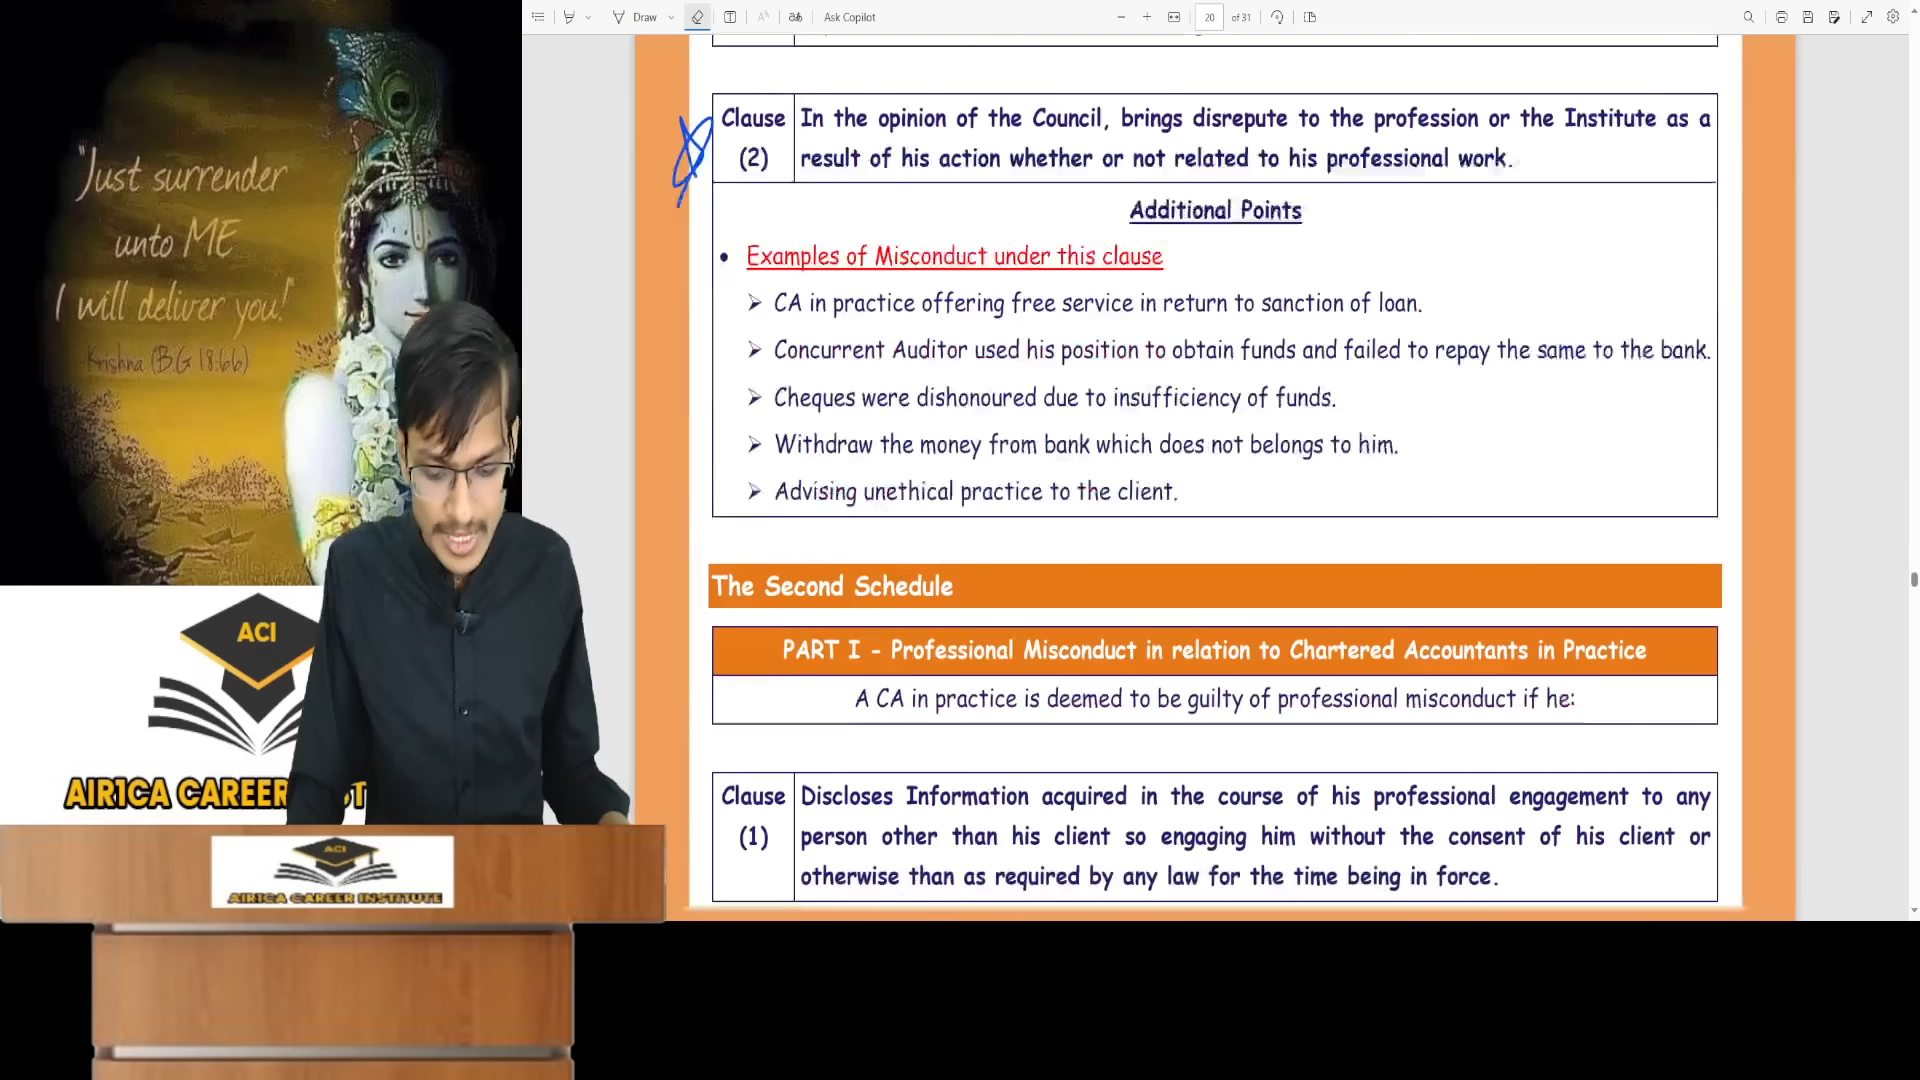 Draw
Ask Copilot
20
of 31
"Just surrender
unto ME
I will deliver you!"
-Krishna (B.G 18:66)
ACI
AIR1CA CAREER
ACI
AIR1CA CAREER INSTITUTE
Clause
(2)
In the opinion of the Council, brings disrepute to the profession or the Institute as a
result of his action whether or not related to his professional work.
Additional Points
• Examples of Misconduct under this clause
➢ CA in practice offering free service in return to sanction of loan.
➢ Concurrent Auditor used his position to obtain funds and failed to repay the same to the bank.
➢ Cheques were dishonoured due to insufficiency of funds.
➢ Withdraw the money from bank which does not belongs to him.
➢ Advising unethical practice to the client.
The Second Schedule
PART I - Professional Misconduct in relation to Chartered Accountants in Practice
A CA in practice is deemed to be guilty of professional misconduct if he:
Clause
(1)
Discloses Information acquired in the course of his professional engagement to any
person other than his client so engaging him without the consent of his client or
otherwise than as required by any law for the time being in force.